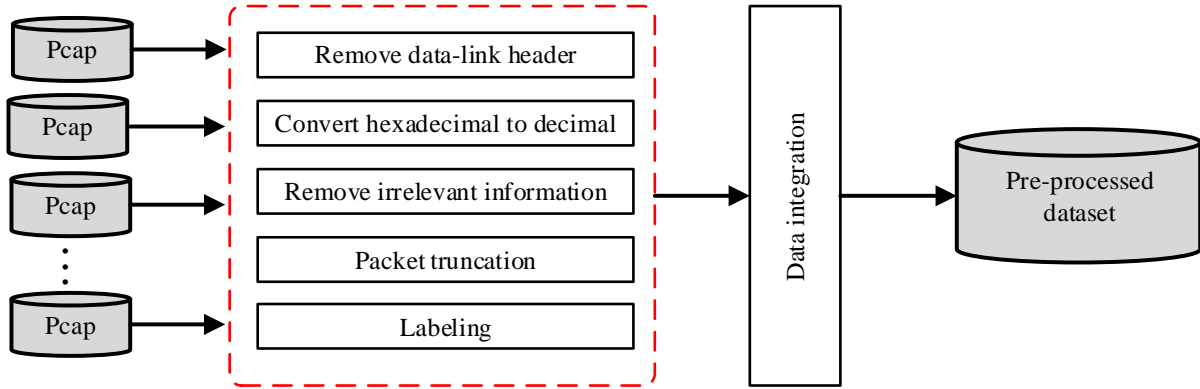 Pcap
Pcap
Pcap
Pcap
Remove data-link header
Convert hexadecimal to decimal
Remove irrelevant information
Packet truncation
Labeling
Data integration
Pre-processed
dataset